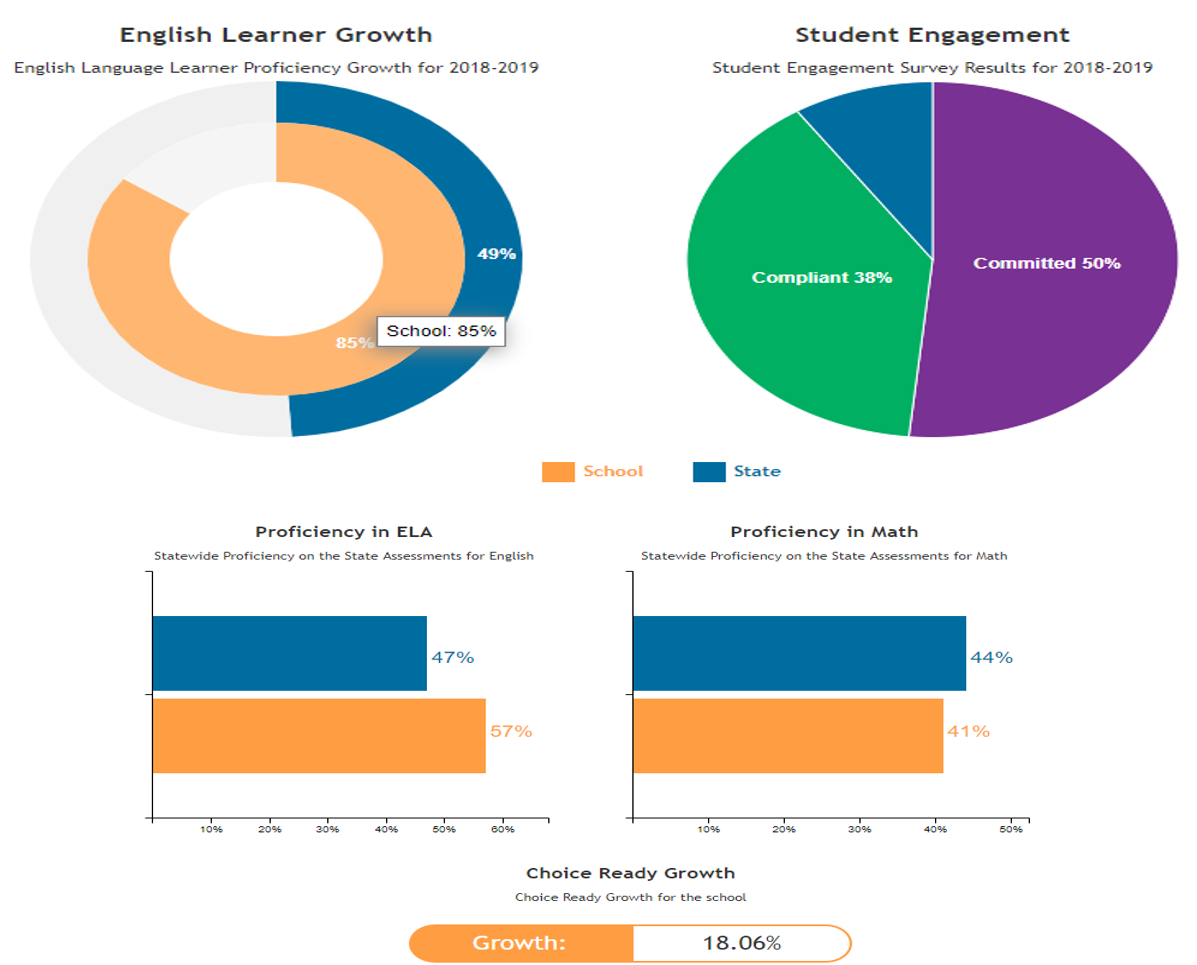 English Learner Growth
English Language Learner Proficiency Growth for 2018-2019
49%
85%
School: 85%
Student Engagement
Student Engagement Survey Results for 2018-2019
Compliant 38%
Committed 50%
School
State
Proficiency in ELA
Statewide Proficiency on the State Assessments for English
47%
57%
10% 20% 30% 40% 50% 60%
Proficiency in Math
Statewide Proficiency on the State Assessments for Math
44%
41%
10% 20% 30% 40% 50%
Choice Ready Growth
Choice Ready Growth for the school
Growth: 18.06%